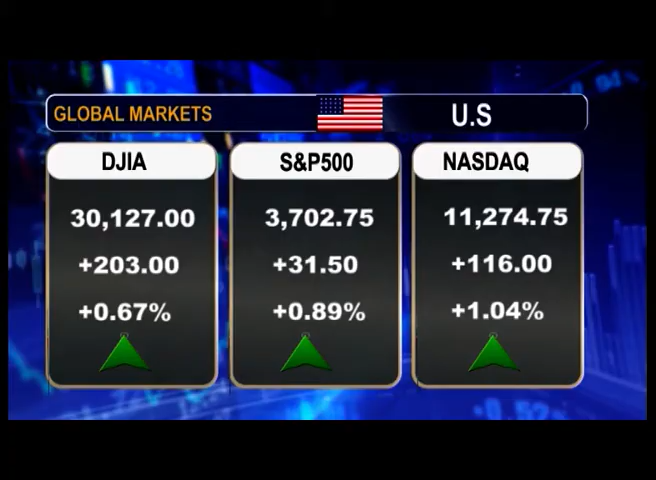 GLOBAL MARKETS U.S
DJIA S&P500 NASDAQ
30,127.00 3,702.75 11,274.75
+203.00 +31.50 +116.00
+0.67% +0.89% +1.04%